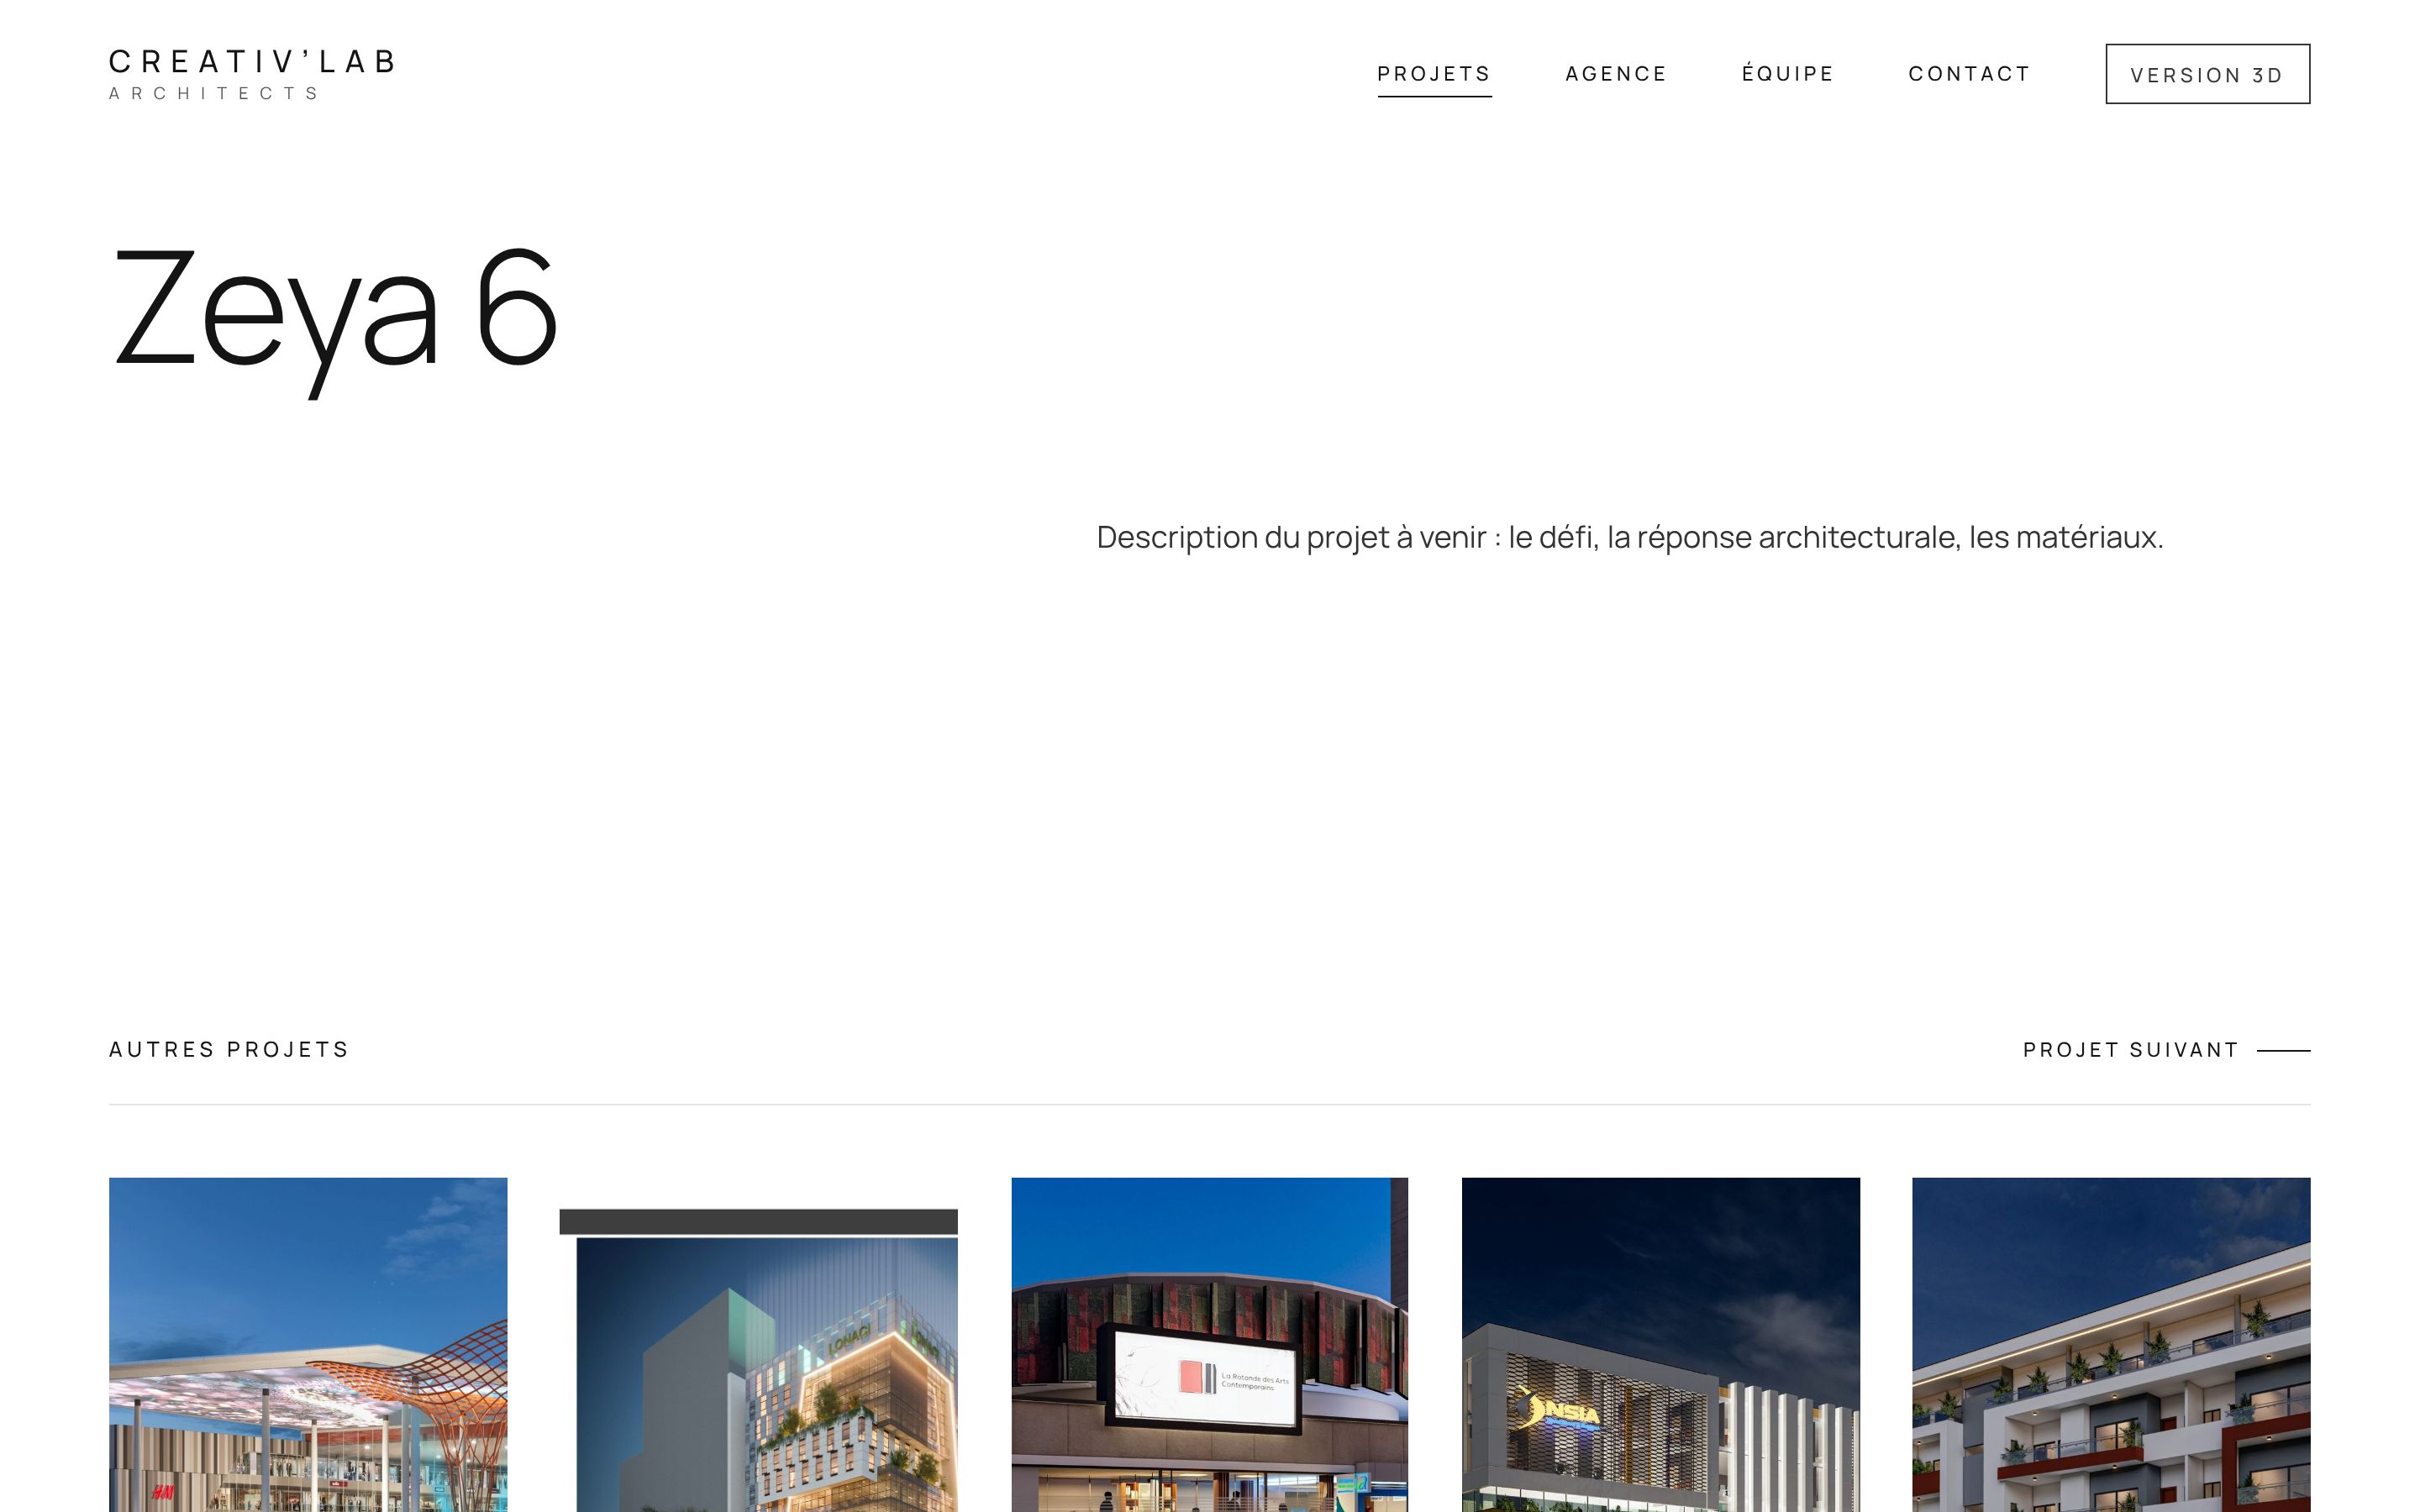 CREATIV’LAB
ARCHITECTS
PROJETS
AGENCE
ÉQUIPE
CONTACT
VERSION 3D
Zeya 6
Description du projet à venir : le défi, la réponse architecturale, les matériaux.
AUTRES PROJETS
PROJET SUIVANT
LONACI
La Rotonde des Arts
Contemporains
NSIA
H&M